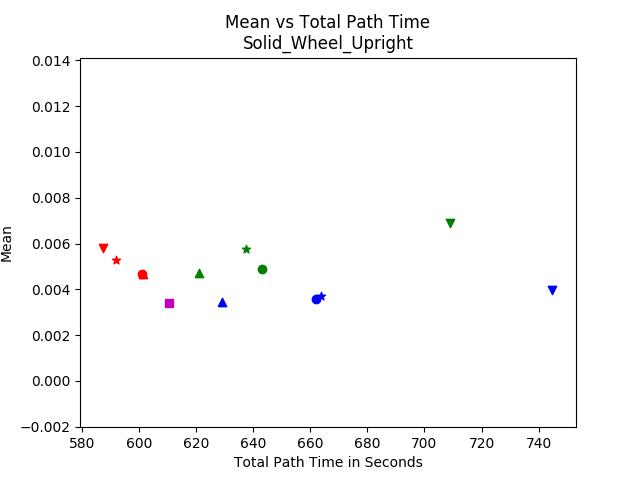 Mean vs Total Path Time
Solid_Wheel_Upright
0.014
0.012
0.010
0.008
0.006
0.004
0.002
0.000
−0.002
Mean
580 600 620 640 660 680 700 720 740
Total Path Time in Seconds